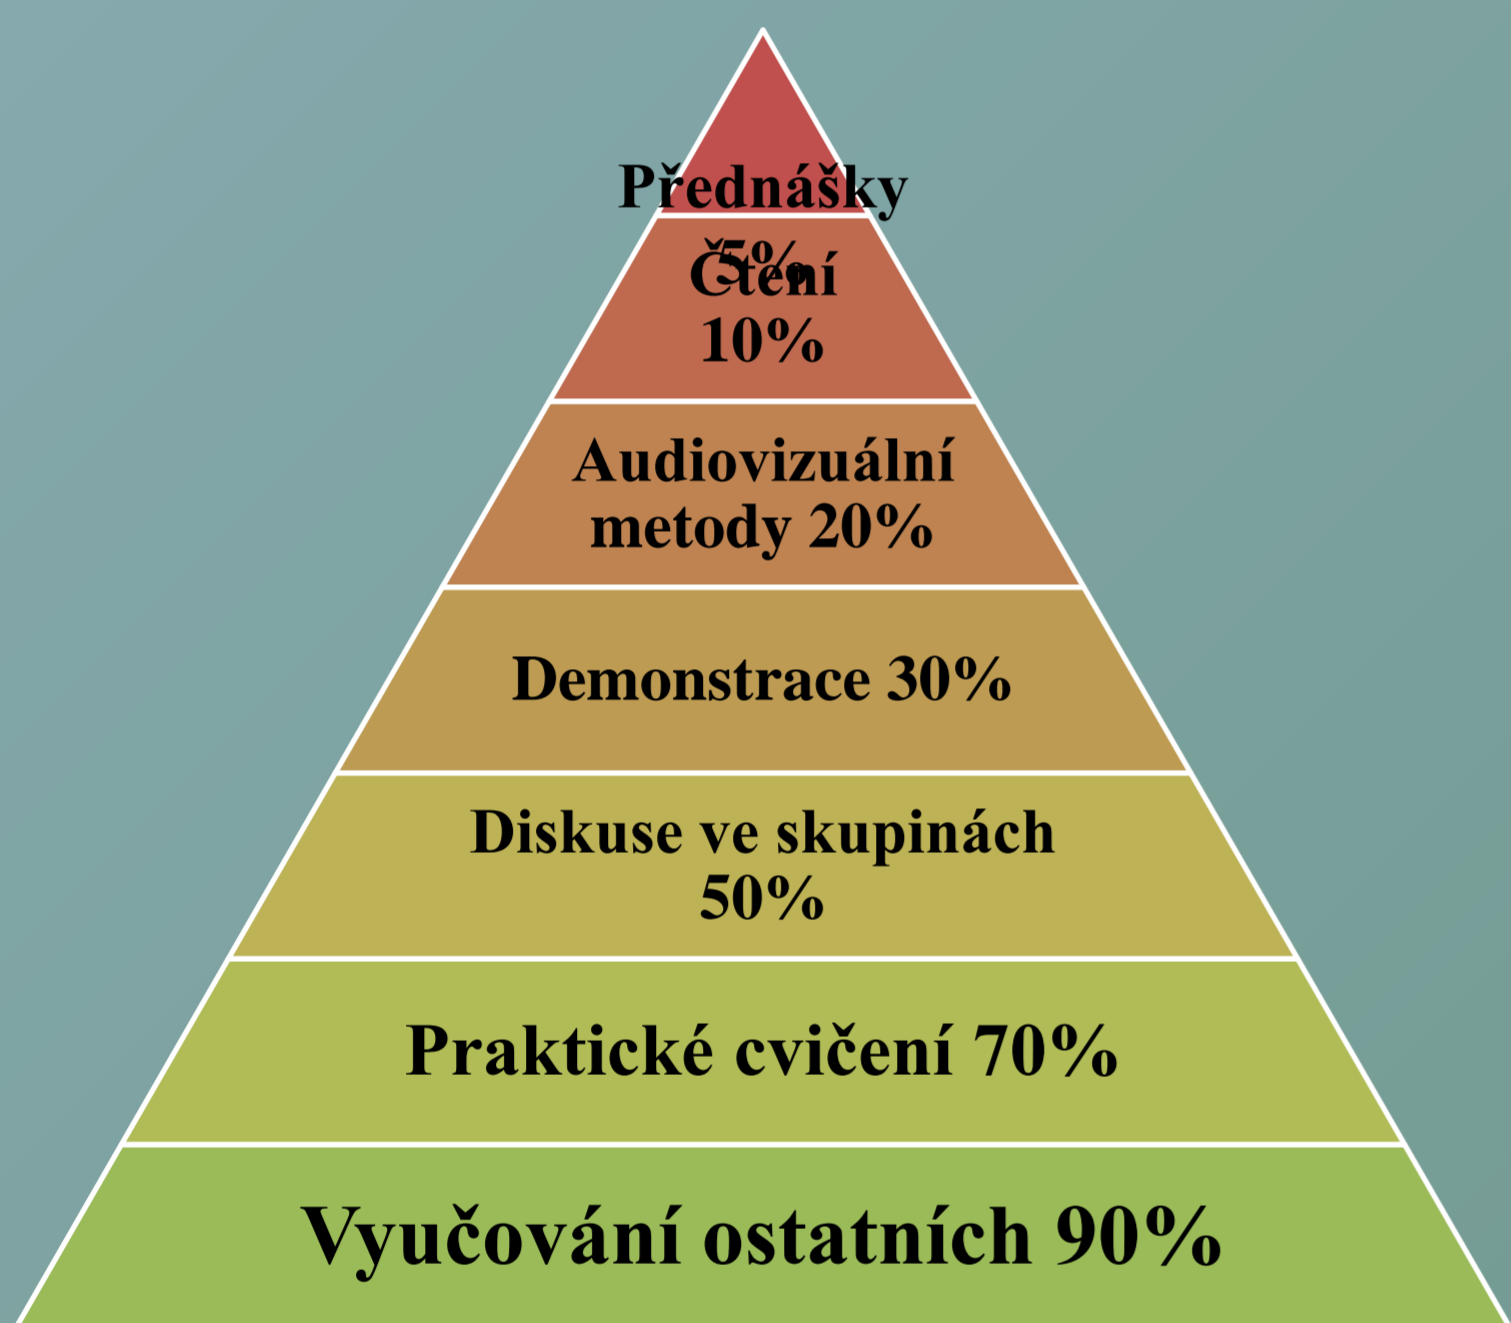 Přednášky
5%
Čtení
10%
Audiovizuální
metody 20%
Demonstrace 30%
Diskuse ve skupinách
50%
Praktické cvičení 70%
Vyučování ostatních 90%